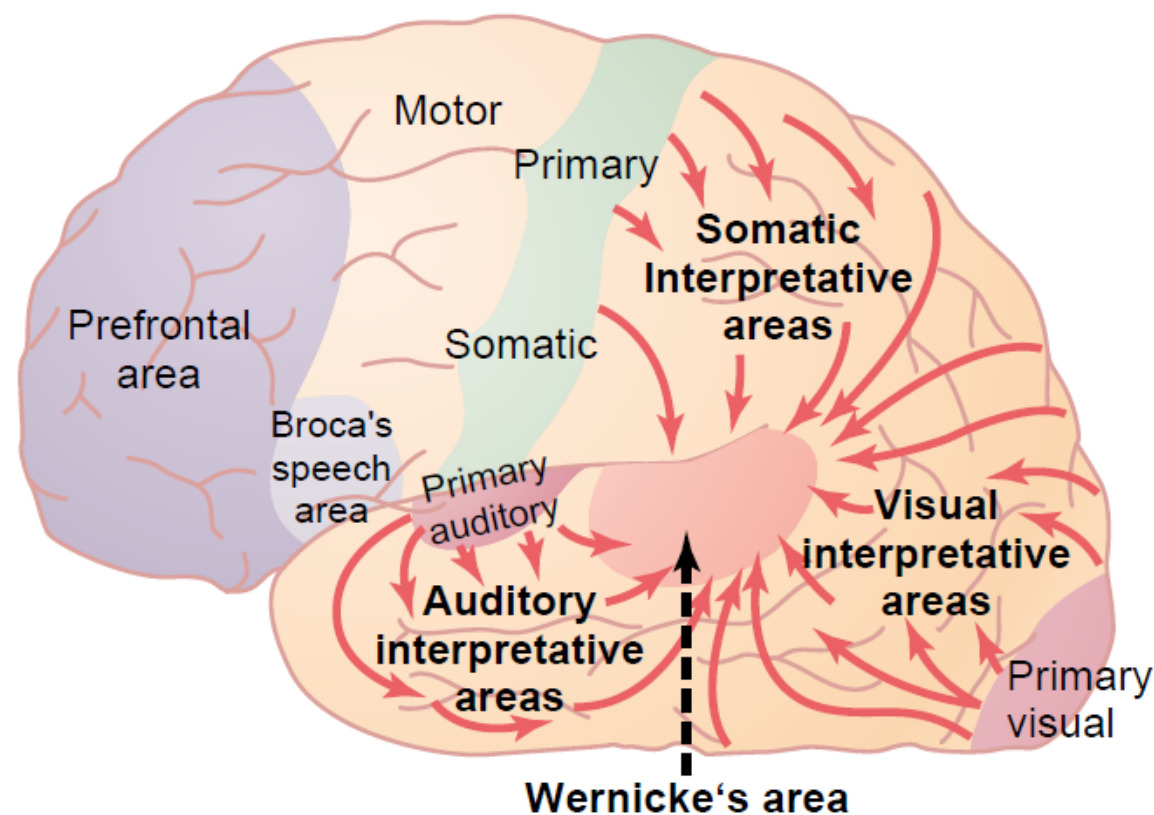 Motor
Primary
Somatic
Interpretative
areas
Prefrontal
area
Somatic
Broca's
speech
area
Primary
auditory
Visual
interpretative
areas
Auditory
interpretative
areas
Primary
visual
Wernicke‘s area